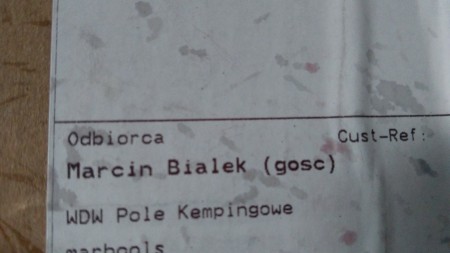 Odbiorca Cust-Ref:
Marcin Bialek (gosc)
WDW Pole Kempingowe